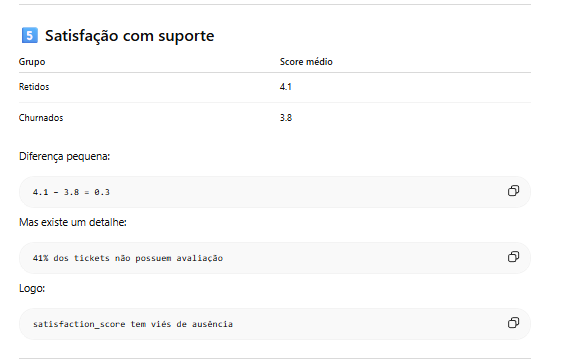 5 Satisfação com suporte
Grupo Score médio
Retidos 4.1
Churnados 3.8
Diferença pequena:
4.1 − 3.8 = 0.3
Mas existe um detalhe:
41% dos tickets não possuem avaliação
Logo:
satisfaction_score tem viés de ausência